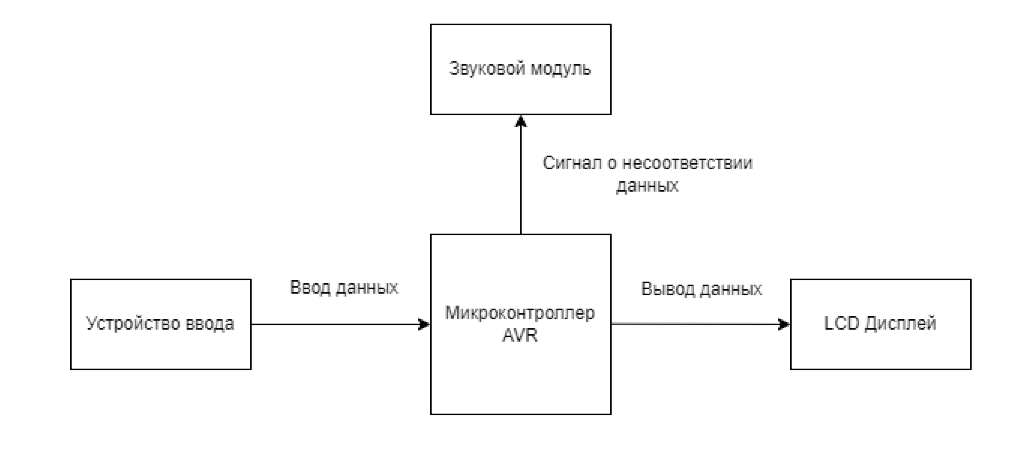 Звуковой модуль
Сигнал о несоответствии
данных
Ввод данных
Вывод данных
Устройство ввода
Микроконтроллер
AVR
LCD Дисплей